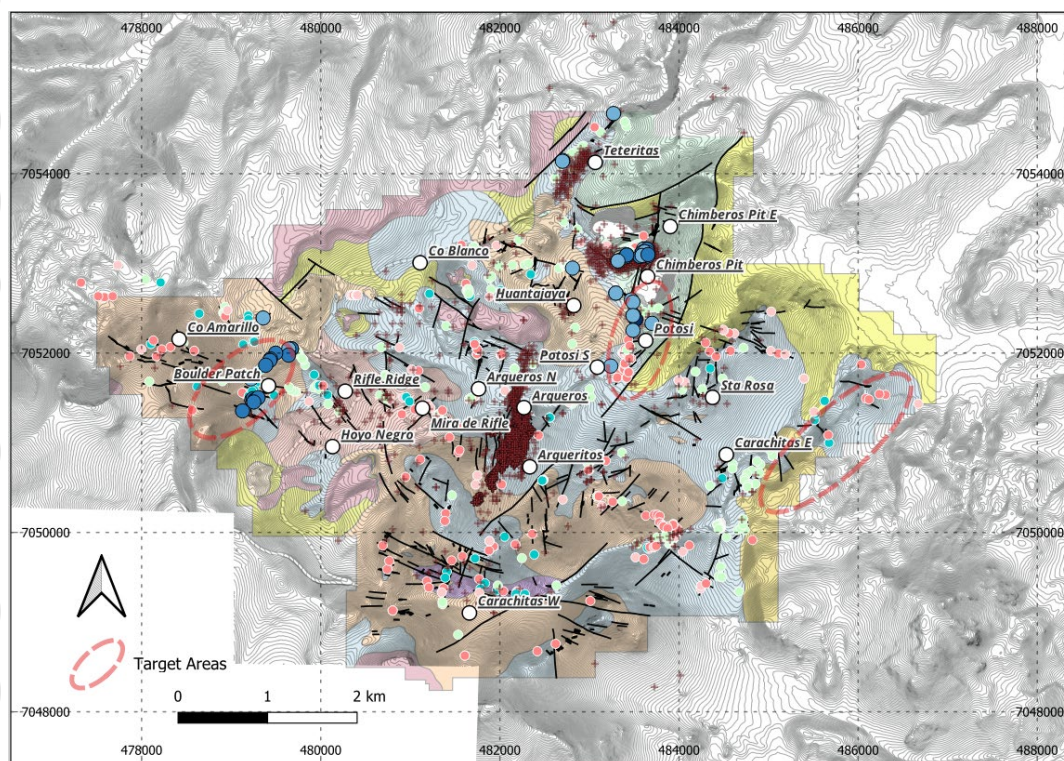 478000 480000 482000 484000 486000 488000
7054000 7054000
Teteritas
Chimberos Pit E
Co Blanco
Chimberos Pit
Huantajaya
Co Amarillo
Potosi
7052000 7052000
Potosi S
Boulder Patch
Rifle Ridge
Arqueros N
Sta Rosa
Arqueros
Mira de Rifle
Hoyo Negro
Carachitas E
Arqueritos
7050000 7050000
Carachitas W
Target Areas
0 1 2 km
7048000 7048000
478000 480000 482000 484000 486000 488000